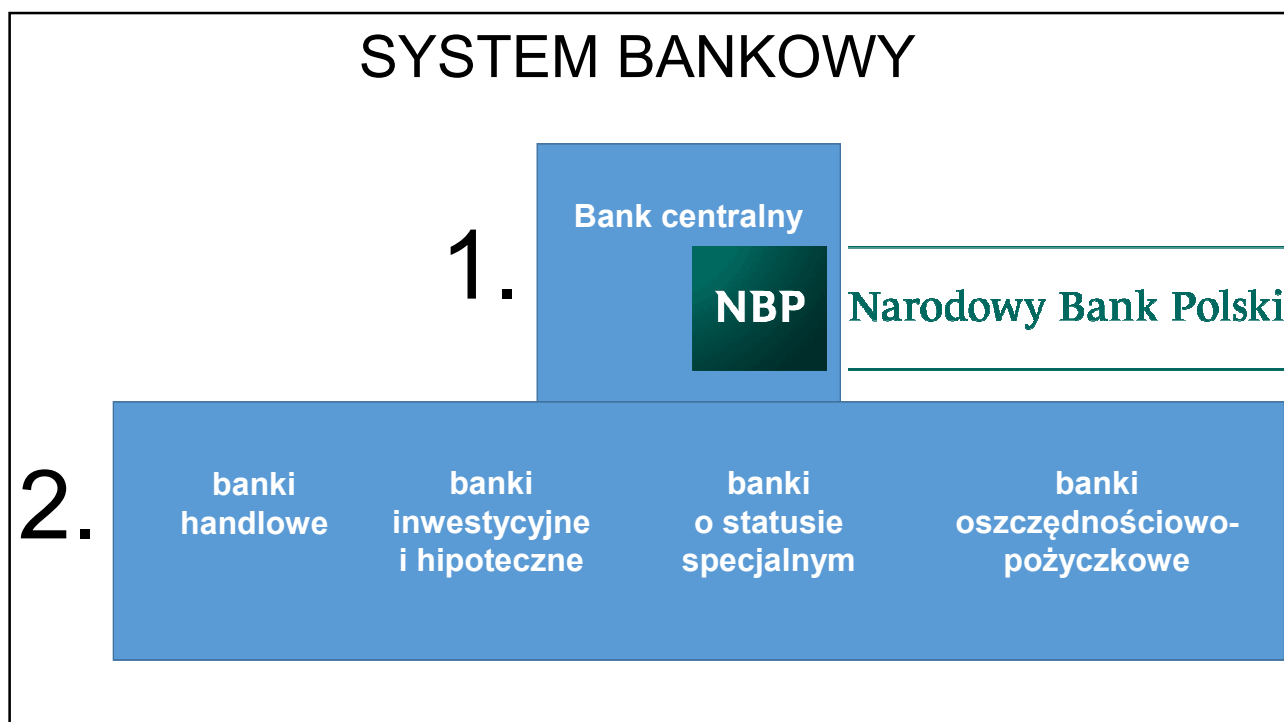 SYSTEM BANKOWY
1.
Bank centralny
NBP
Narodowy Bank Polski
2.
banki
handlowe
banki
inwestycyjne
i hipoteczne
banki
o statusie
specjalnym
banki
oszczędnościowo-
pożyczkowe